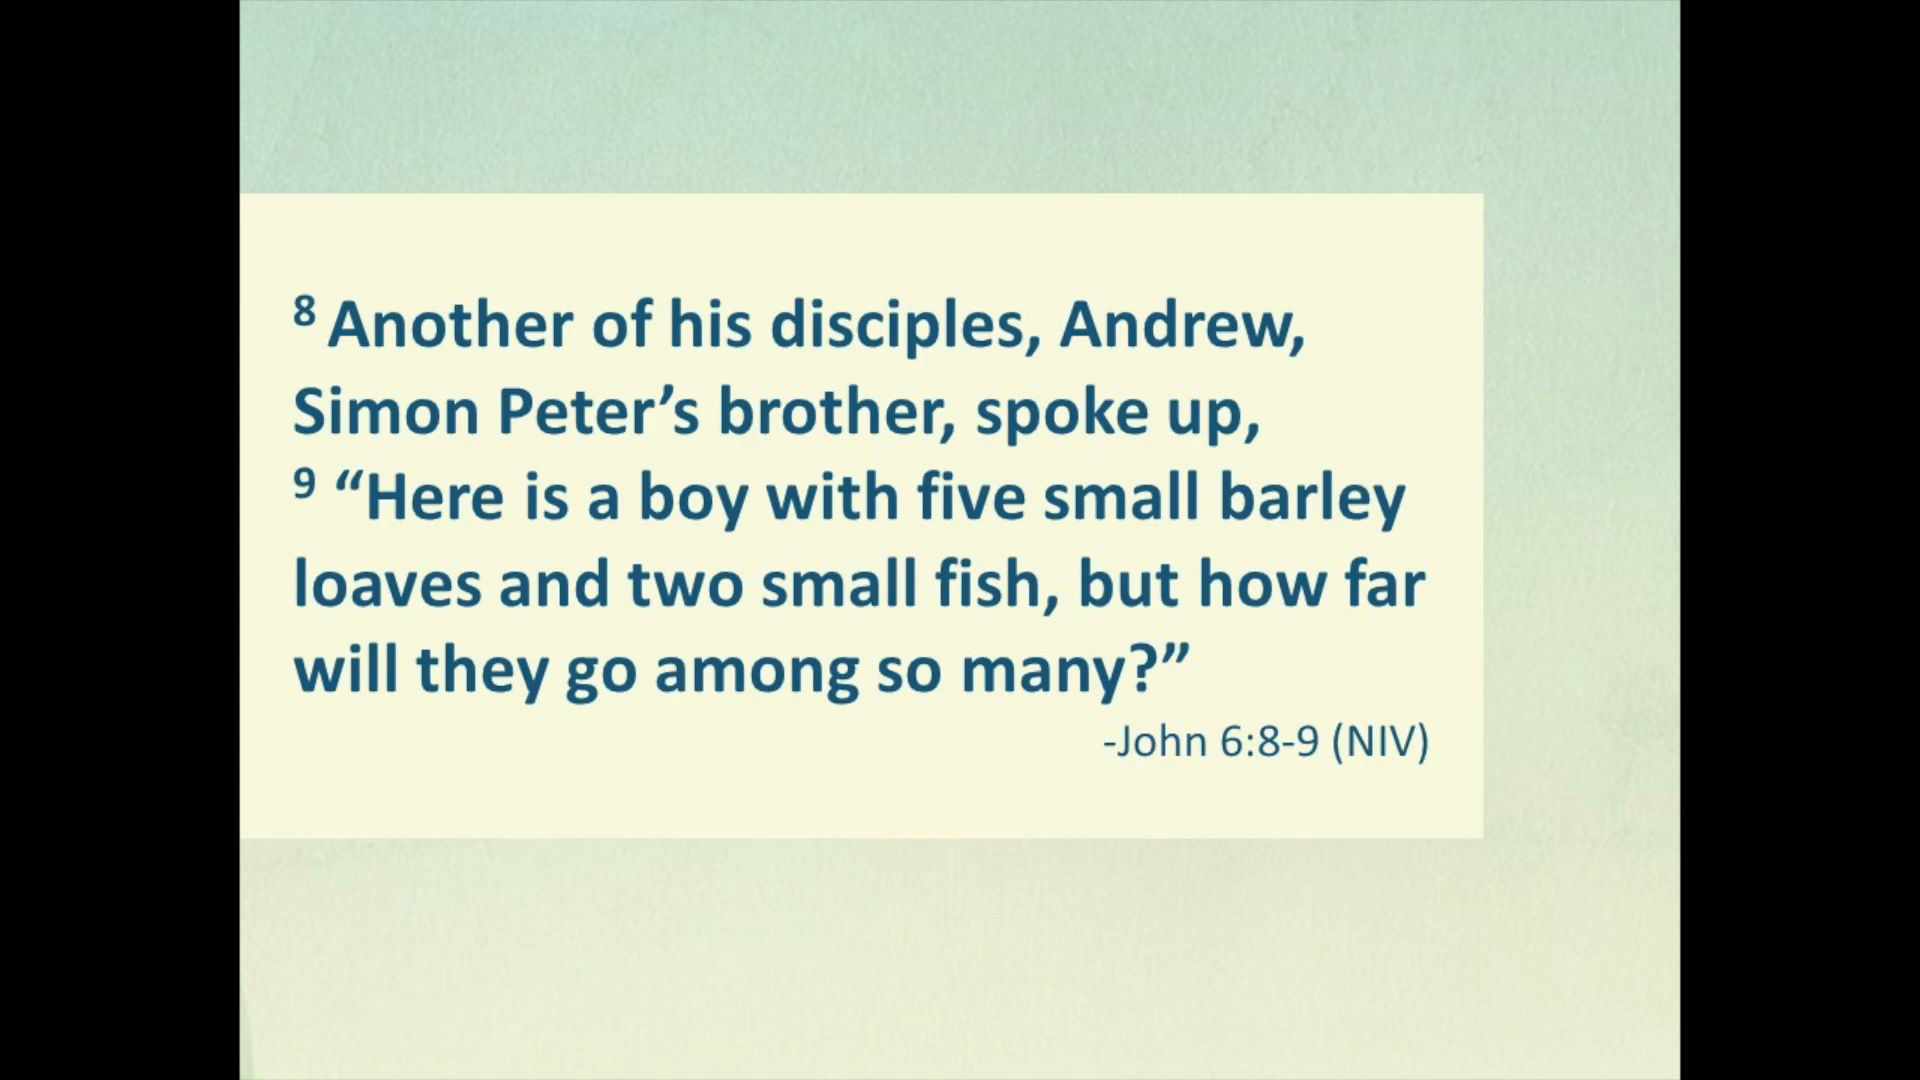 8 Another of his disciples, Andrew,
Simon Peter’s brother, spoke up,
9 “Here is a boy with five small barley
loaves and two small fish, but how far
will they go among so many?”
-John 6:8-9 (NIV)